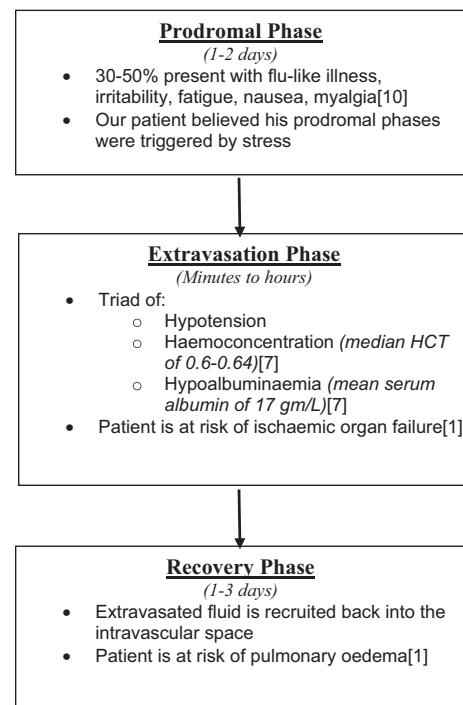 Prodromal Phase
(1-2 days)
• 30-50% present with flu-like illness,
irritability, fatigue, nausea, myalgia[10]
• Our patient believed his prodromal phases
were triggered by stress
Extravasation Phase
(Minutes to hours)
• Triad of:
○ Hypotension
○ Haemoconcentration (median HCT
of 0.6-0.64)[7]
○ Hypoalbuminaemia (mean serum
albumin of 17 gm/L)[7]
• Patient is at risk of ischaemic organ failure[1]
Recovery Phase
(1-3 days)
• Extravasated fluid is recruited back into the
intravascular space
• Patient is at risk of pulmonary oedema[1]